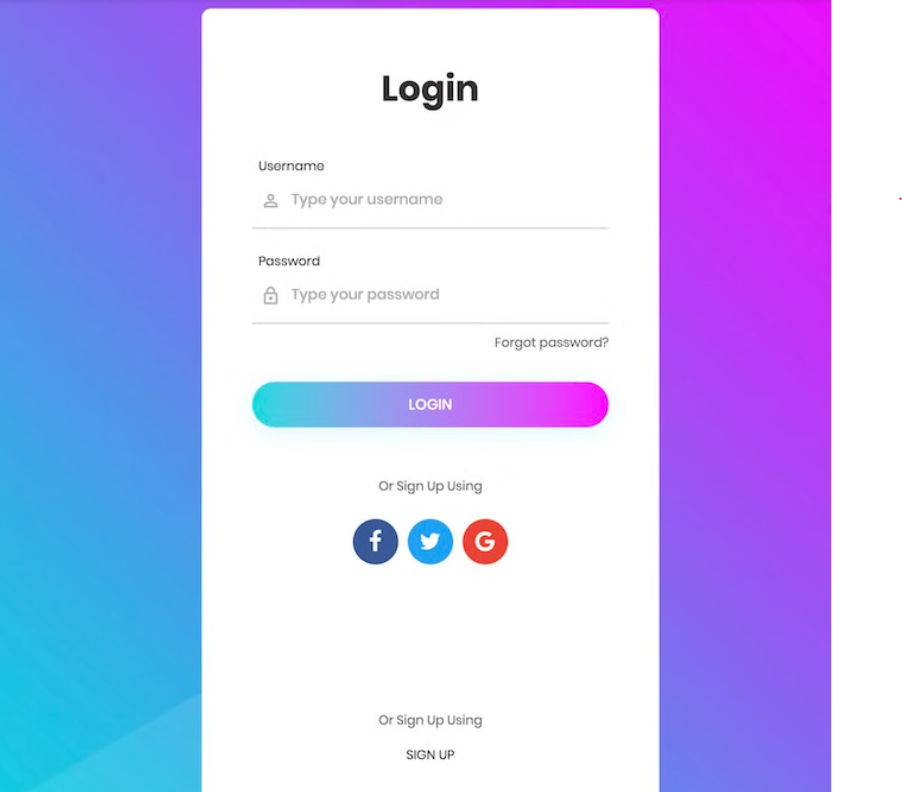 Login
Username
Type your username
Password
Type your password
Forgot password?
LOGIN
Or Sign Up Using
Or Sign Up Using
SIGN UP